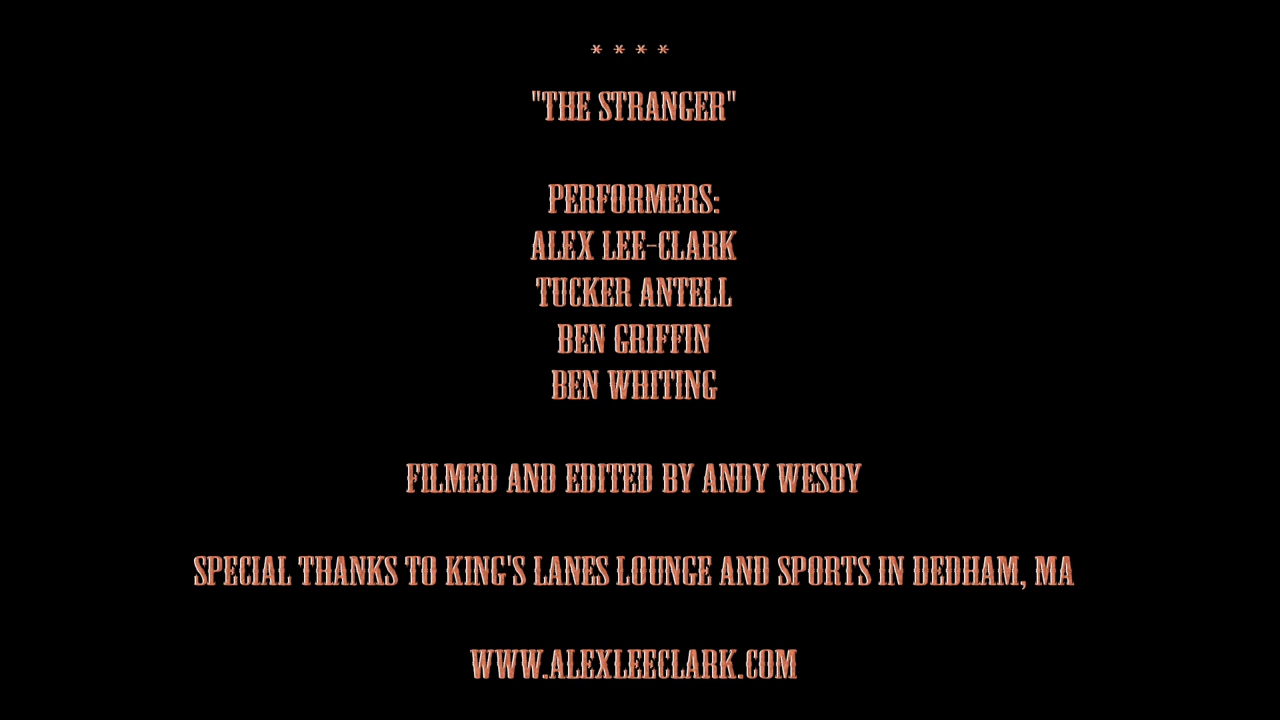 * * * *
"THE STRANGER"
PERFORMERS:
ALEX LEE-CLARK
TUCKER ANTELL
BEN GRIFFIN
BEN WHITING
FILMED AND EDITED BY ANDY WESBY
SPECIAL THANKS TO KING'S LANES LOUNGE AND SPORTS IN DEDHAM, MA
WWW.ALEXLEECLARK.COM